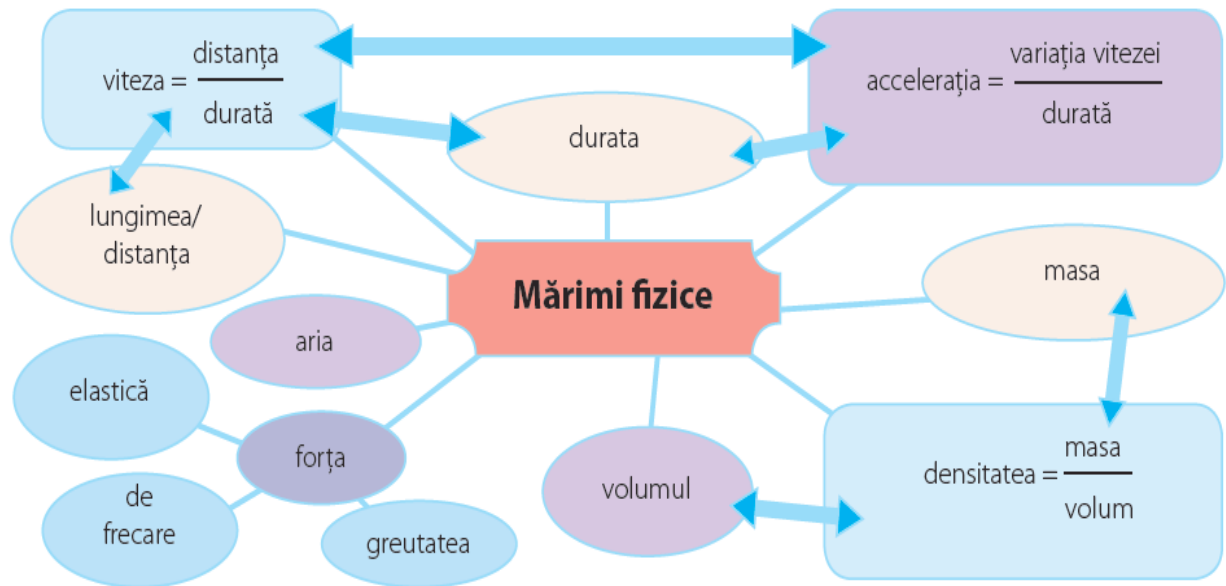 viteza = distanța
durată
accelerația = variația vitezei
durată
durata
lungimea/
distanța
Mărimi fizice
masa
aria
elastică
forța
de
frecare
greutatea
volumul
densitatea = masa
volum